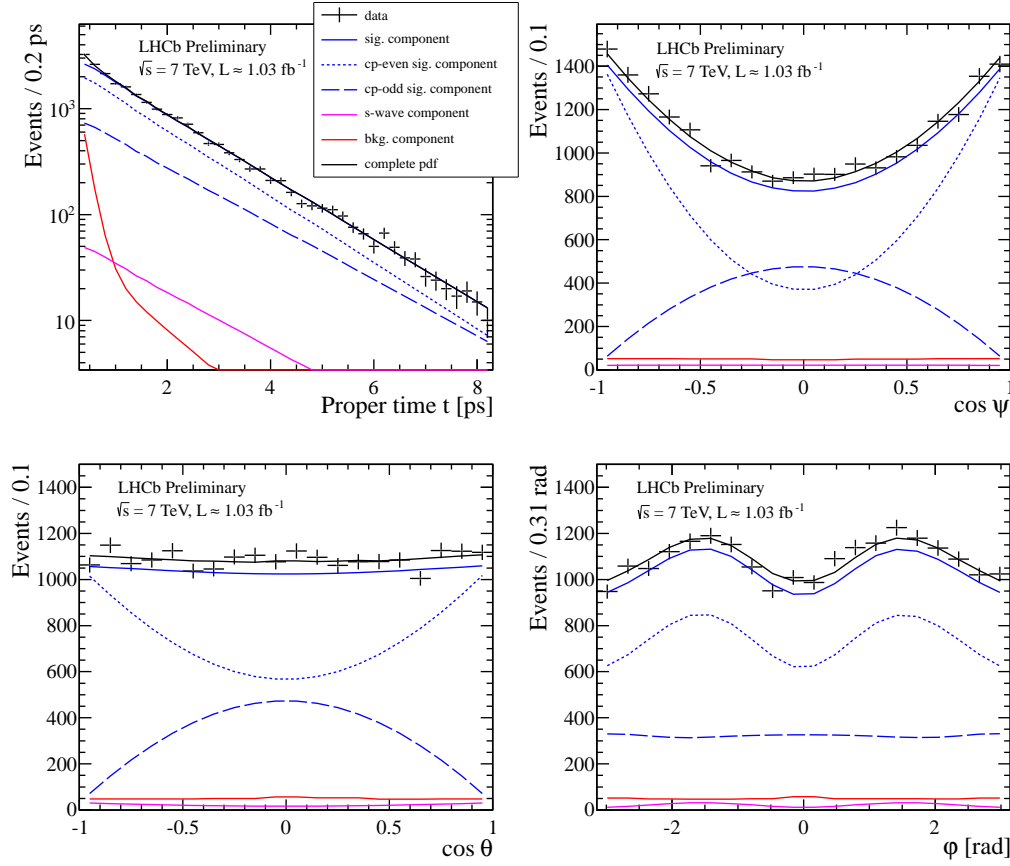 Events / 0.2 ps
10³
10²
10
LHCb Preliminary
√s = 7 TeV, L ≈ 1.03 fb⁻¹
data
sig. component
cp-even sig. component
cp-odd sig. component
s-wave component
bkg. component
complete pdf
2 4 6 8
Proper time t [ps]
Events / 0.1
1400
1200
1000
800
600
400
200
0
LHCb Preliminary
√s = 7 TeV, L ≈ 1.03 fb⁻¹
-1 -0.5 0 0.5 1
cos ψ
Events / 0.1
1400
1200
1000
800
600
400
200
0
LHCb Preliminary
√s = 7 TeV, L ≈ 1.03 fb⁻¹
-1 -0.5 0 0.5 1
cos θ
Events / 0.31 rad
1400
1200
1000
800
600
400
200
0
LHCb Preliminary
√s = 7 TeV, L ≈ 1.03 fb⁻¹
-2 0 2
φ [rad]